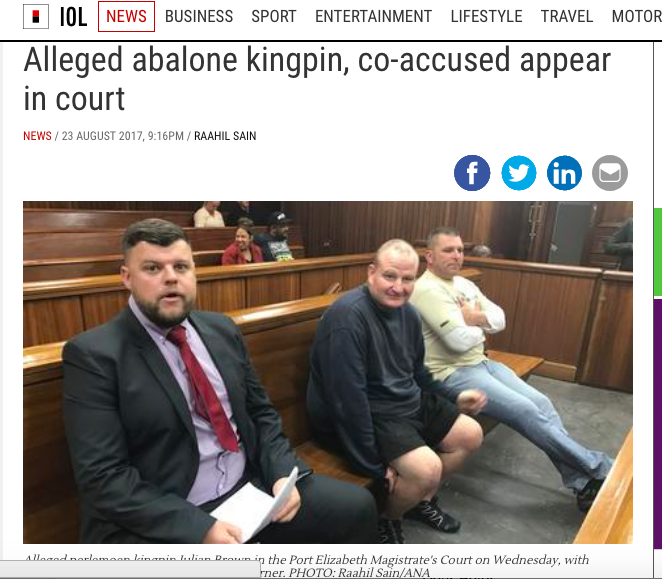 IOL NEWS BUSINESS SPORT ENTERTAINMENT LIFESTYLE TRAVEL MOTOR
Alleged abalone kingpin, co-accused appear
in court
NEWS / 23 AUGUST 2017, 9:16PM / RAAHIL SAIN
f in
Alleged perlemoen kingpin Julian Brown in the Port Elizabeth Magistrate's Court on Wednesday, with
rner. PHOTO: Raahil Sain/ANA